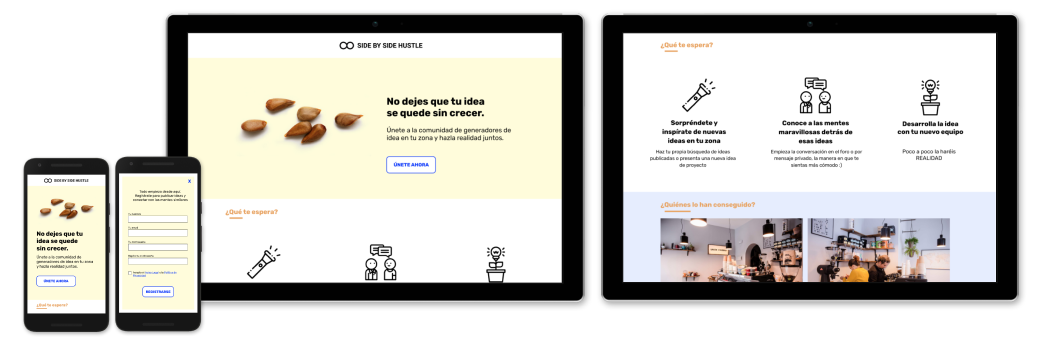 SIDE BY SIDE HUSTLE
No dejes que tu
idea se quede
sin crecer.
Únete a la comunidad de
generadores de idea en tu zona
y hazla realidad juntos.
ÚNETE AHORA
¿Qué te espera?
X
Todo empieza desde aquí.
Regístrate para publicar ideas y
conectar con las mentes similares
REGISTRARSE
SIDE BY SIDE HUSTLE
No dejes que tu idea
se quede sin crecer.
Únete a la comunidad de generadores de
idea en tu zona y hazla realidad juntos.
ÚNETE AHORA
¿Qué te espera?
¿Qué te espera?
Sorpréndete y
inspírate de nuevas
ideas en tu zona
Haz tu propia búsqueda de ideas
publicadas o presenta una nueva idea
de proyecto
Conoce a las mentes
maravillosas detrás de
esas ideas
Empieza la conversación en el foro o por
mensaje privado, la manera en que te
sientas más cómodo :)
Desarrolla la idea
con tu nuevo equipo
Poco a poco la haréis
REALIDAD
¿Quiénes lo han conseguido?